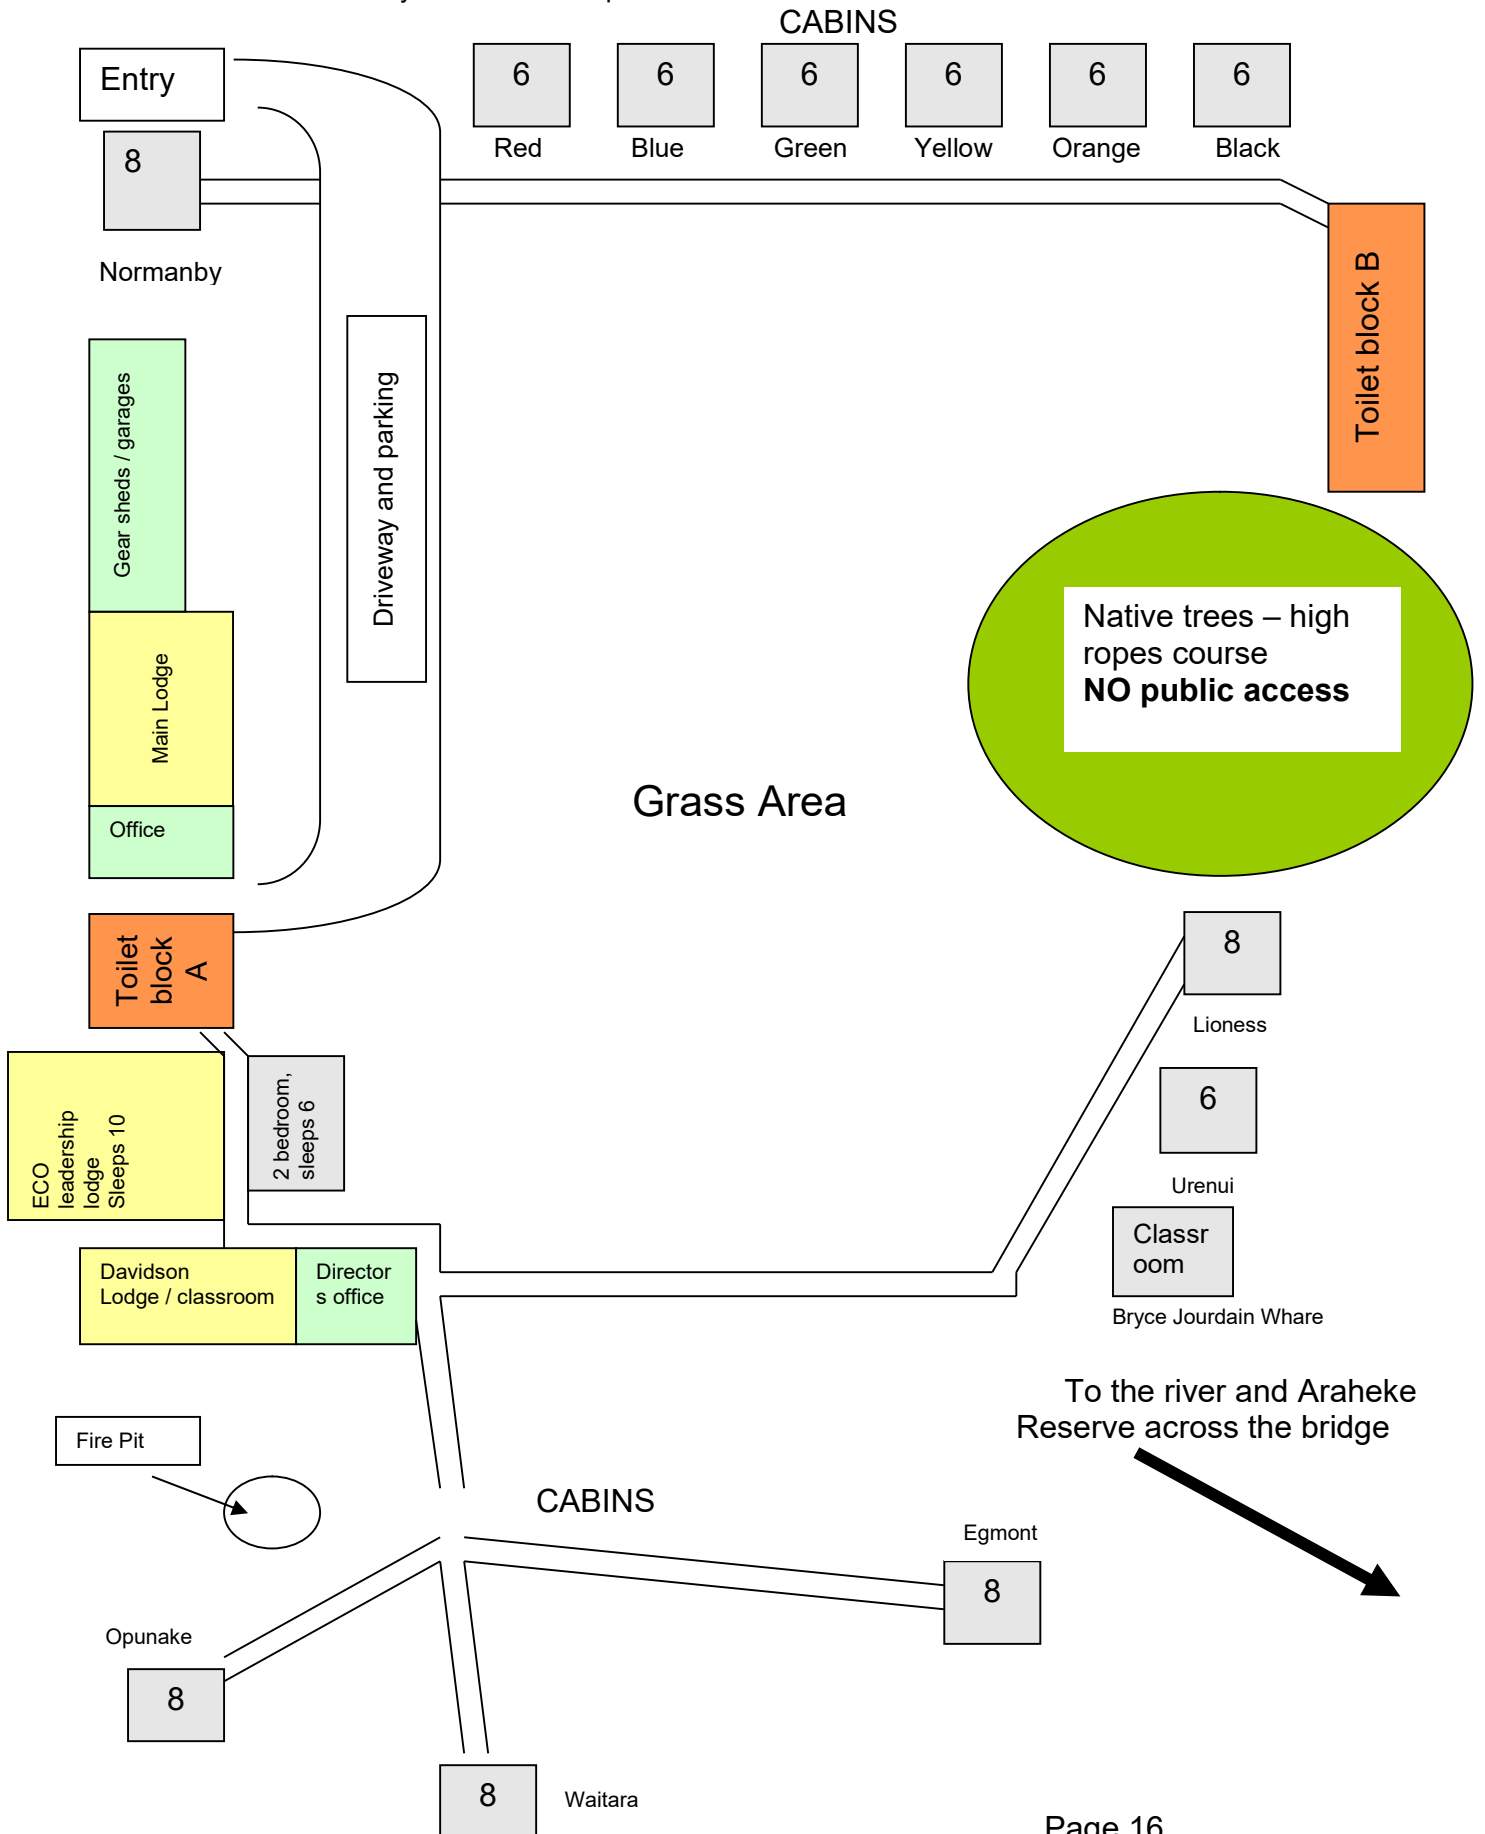 CABINS
Entry
6
6
6
6
6
6
Red
Blue
Green
Yellow
Orange
Black
8
Normanby
Toilet block B
Gear sheds / garages
Driveway and parking
Native trees – high
ropes course
NO public access
Main Lodge
Grass Area
Office
Toilet
block
A
8
Lioness
ECO
leadership
lodge
Sleeps 10
2 bedroom,
sleeps 6
6
Urenui
Classr
oom
Bryce Jourdain Whare
Davidson
Lodge / classroom
Director
s office
To the river and Araheke
Reserve across the bridge
Fire Pit
CABINS
Egmont
8
Opunake
8
8
Waitara
Page 16